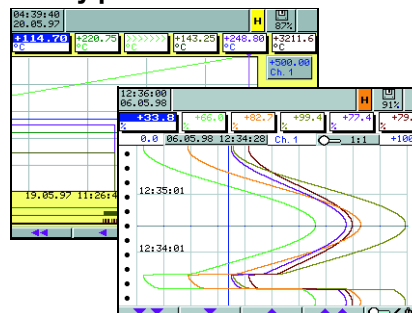 04:39:40
20.05.97
H
87%
+114.70 +220.75 >>>>>>> +143.25 +248.80 +3211.6
°C °C °C °C °C
+500.00
Ch.1
19.05.97 11:26:4
12:36:00
06.05.98
H
91%
+33.8 +66.0 +82.7 +99.4 +77.4 +79.
% % % % % %
0.0 06.05.98 12:34:28 Ch.1 1:1 +100
12:35:01
12:34:01